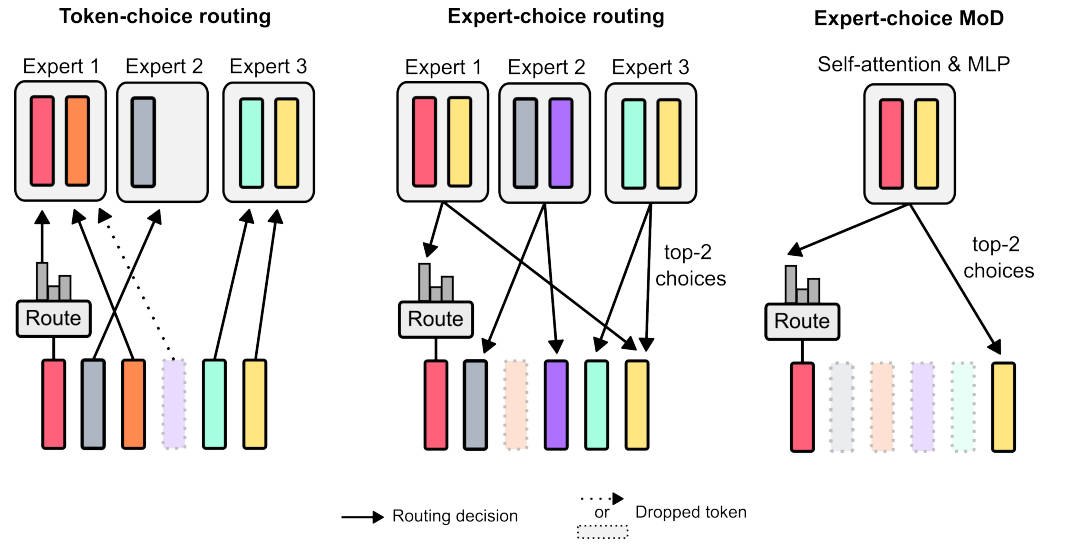 Token-choice routing
Expert 1 Expert 2 Expert 3
Route
Expert-choice routing
Expert 1 Expert 2 Expert 3
top-2
choices
Route
Expert-choice MoD
Self-attention & MLP
top-2
choices
Route
Routing decision
or Dropped token